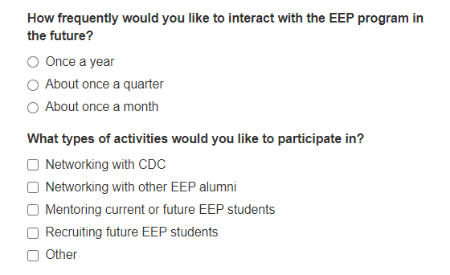 How frequently would you like to interact with the EEP program in
the future?
Once a year
About once a quarter
About once a month
What types of activities would you like to participate in?
Networking with CDC
Networking with other EEP alumni
Mentoring current or future EEP students
Recruiting future EEP students
Other